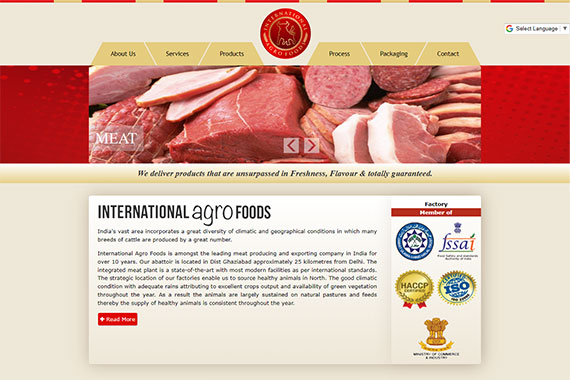 INTERNATIONAL
AGRO FOODS
Select Language
About Us
Services
Products
Process
Packaging
Contact
MEAT
We deliver products that are unsurpassed in Freshness, Flavour & totally guaranteed.
INTERNATIONAL agro FOODS
India's vast area incorporates a great diversity of climatic and geographical conditions in which many
breeds of cattle are produced by a great number.
International Agro Foods is amongst the leading meat producing and exporting company in India for
over 10 years. Our abattoir is located in Dist Ghaziabad approximately 25 kilometres from Delhi. The
integrated meat plant is a state-of-the-art with most modern facilities as per international standards.
The strategic location of our factories enable us to source healthy animals in North. The good climatic
condition with adequate rains attributing to excellent crops output and availability of green vegetation
throughout the year. As a result the animals are largely sustained on natural pastures and feeds
thereby the supply of healthy animals is consistent throughout the year.
Read More
Factory
Member of
fssai
HACCP
CERTIFIED
ISO
MINISTRY OF COMMERCE
& INDUSTRY